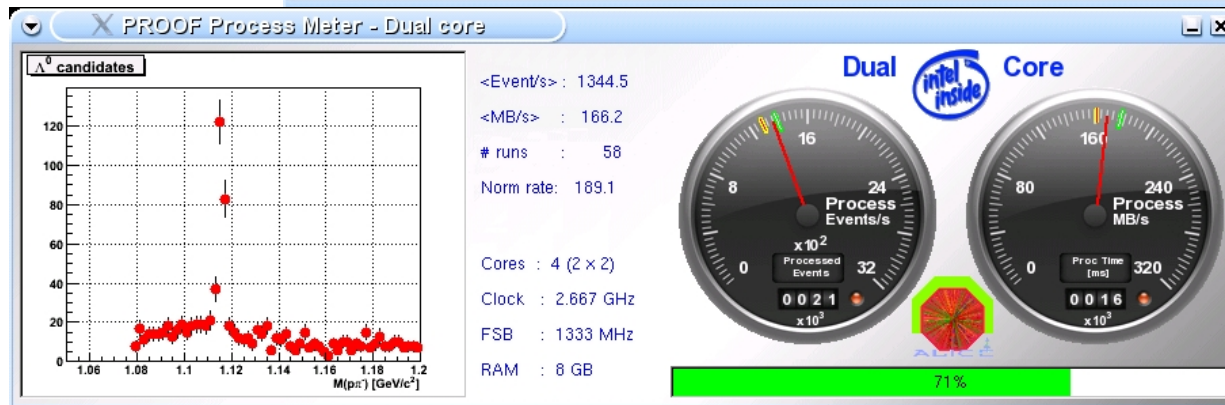 X PROOF Process Meter - Dual core
Λ⁰ candidates
120
100
80
60
40
20
0
1.06 1.08 1.1 1.12 1.14 1.16 1.18 1.2
M(pπ⁻) [GeV/c²]
<Event/s> : 1344.5
<MB/s> : 166.2
# runs : 58
Norm rate: 189.1
Cores : 4 (2 x 2)
Clock : 2.667 GHz
FSB : 1333 MHz
RAM : 8 GB
Dual
intel
inside
Core
16
8
24
Process
Events/s
x10²
0
Processed
Events
32
0021
x10³
160
80
240
Process
MB/s
0
Proc Time
[ms]
320
0016
x10³
ALICE
71%